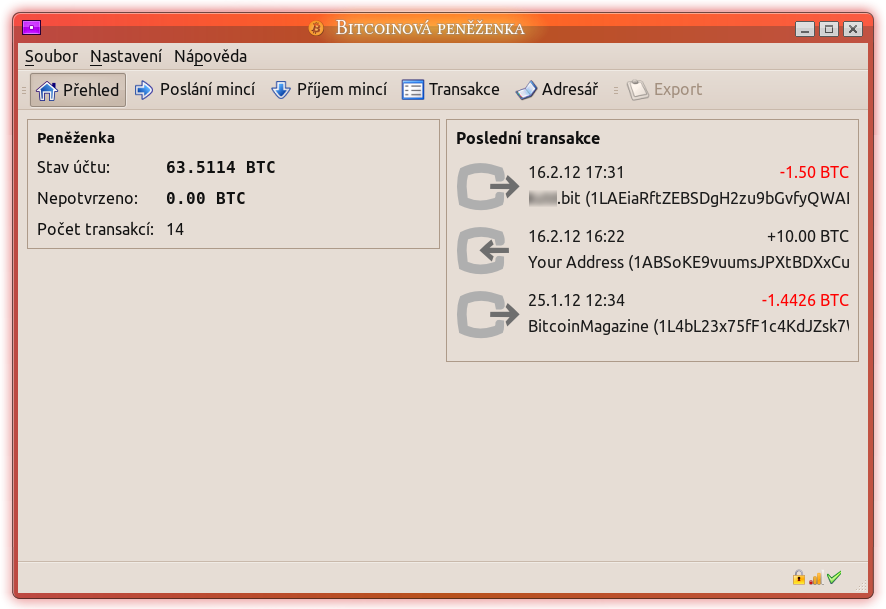 Bitcoinová peněženka
Soubor Nastavení Nápověda
Přehled Poslání mincí Příjem mincí Transakce Adresář Export
Peněženka
Stav účtu: 63.5114 BTC
Nepotvrzeno: 0.00 BTC
Počet transakcí: 14
Poslední transakce
16.2.12 17:31 -1.50 BTC
.bit (1LAEiaRftZEBSDgH2zu9bGvfyQWAI
16.2.12 16:22 +10.00 BTC
Your Address (1ABSoKE9vuumsJPXtBDXxCu
25.1.12 12:34 -1.4426 BTC
BitcoinMagazine (1L4bL23x75fF1c4KdJZsk7